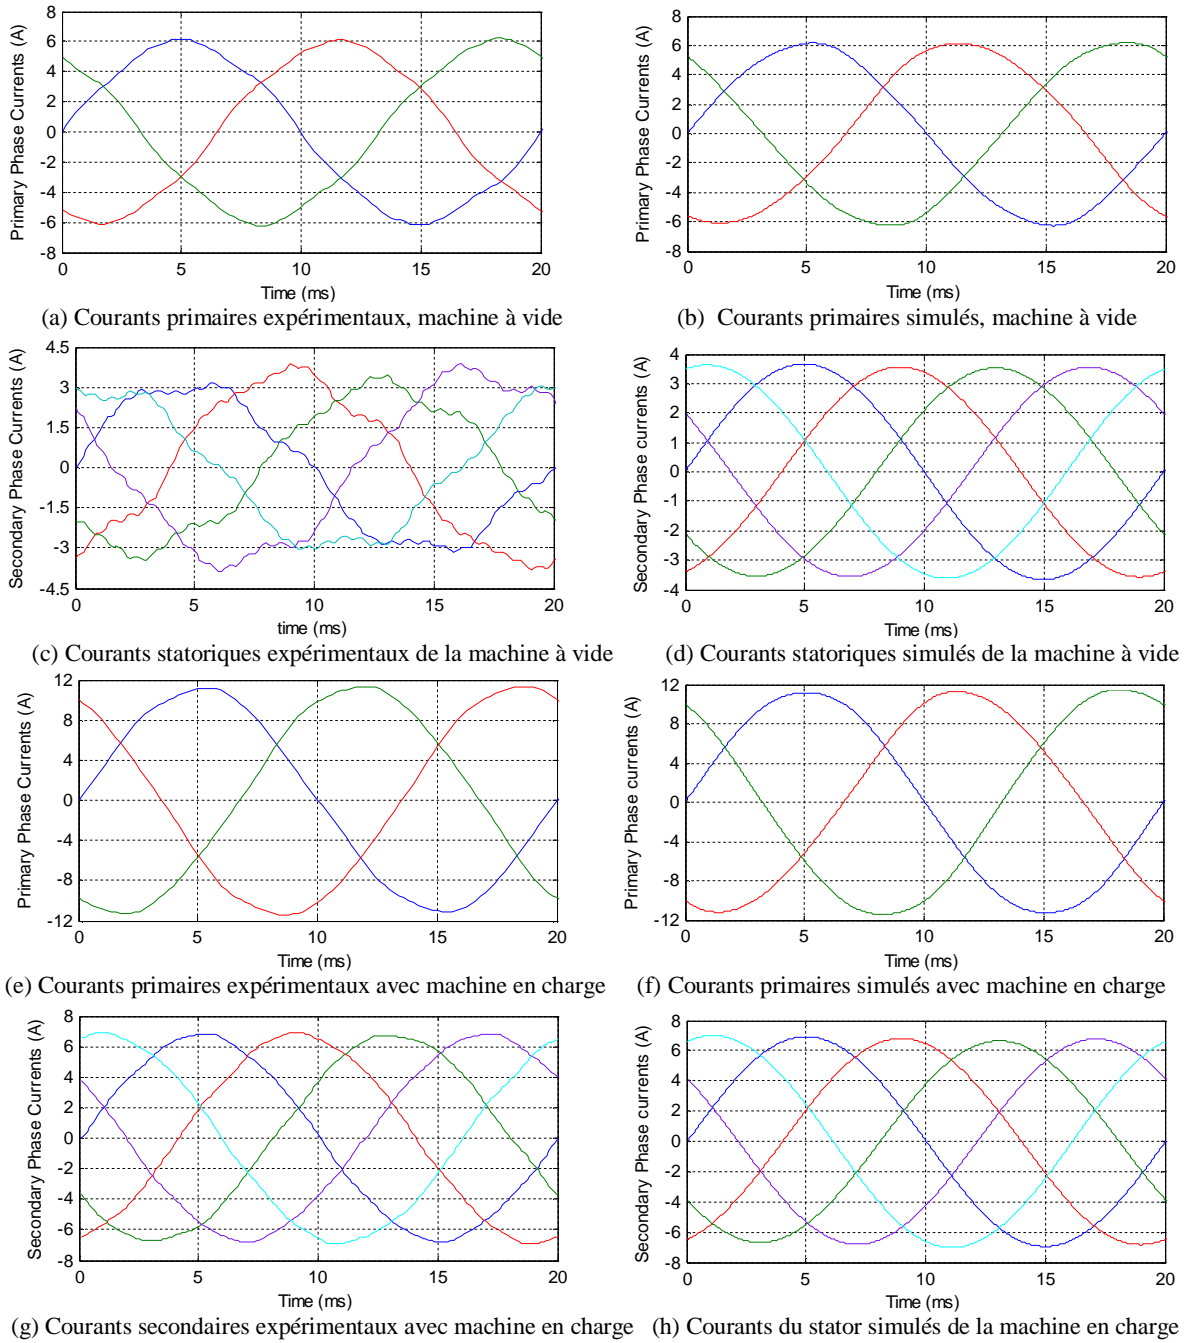 8
6
4
2
0
-2
-4
-6
-8
Primary Phase Currents (A)
0 5 10 15 20
Time (ms)
(a) Courants primaires expérimentaux, machine à vide
8
6
4
2
0
-2
-4
-6
-8
Primary Phase Currents (A)
0 5 10 15 20
Time (ms)
(b) Courants primaires simulés, machine à vide
4.5
3
1.5
0
-1.5
-3
-4.5
Secondary Phase Currents (A)
0 5 10 15 20
time (ms)
(c) Courants statoriques expérimentaux de la machine à vide
4
3
2
1
0
-1
-2
-3
-4
Secondary Phase currents (A)
0 5 10 15 20
Time (ms)
(d) Courants statoriques simulés de la machine à vide
12
8
4
0
-4
-8
-12
Primary Phase Currents (A)
0 5 10 15 20
Time (ms)
(e) Courants primaires expérimentaux avec machine en charge
12
8
4
0
-4
-8
-12
Primary Phase currents (A)
0 5 10 15 20
Time (ms)
(f) Courants primaires simulés avec machine en charge
8
6
4
2
0
-2
-4
-6
-8
Secondary Phase Currents (A)
0 5 10 15 20
Time (ms)
(g) Courants secondaires expérimentaux avec machine en charge
8
6
4
2
0
-2
-4
-6
-8
Secondary Phase currents (A)
0 5 10 15 20
Time (ms)
(h) Courants du stator simulés de la machine en charge